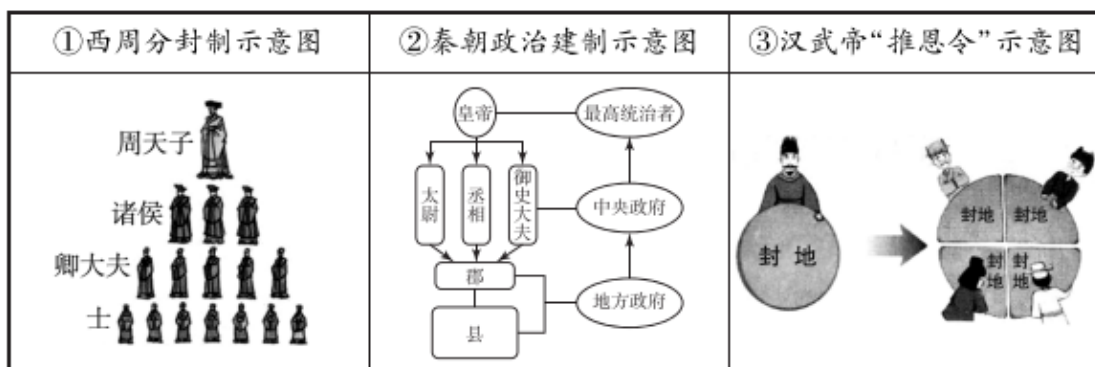 ①西周分封制示意图
②秦朝政治建制示意图
③汉武帝“推恩令”示意图
周天子
诸侯
卿大夫
士
皇帝
最高统治者
太尉
丞相
御史大夫
中央政府
郡
地方政府
县
封地
封地
封地
封地
封地